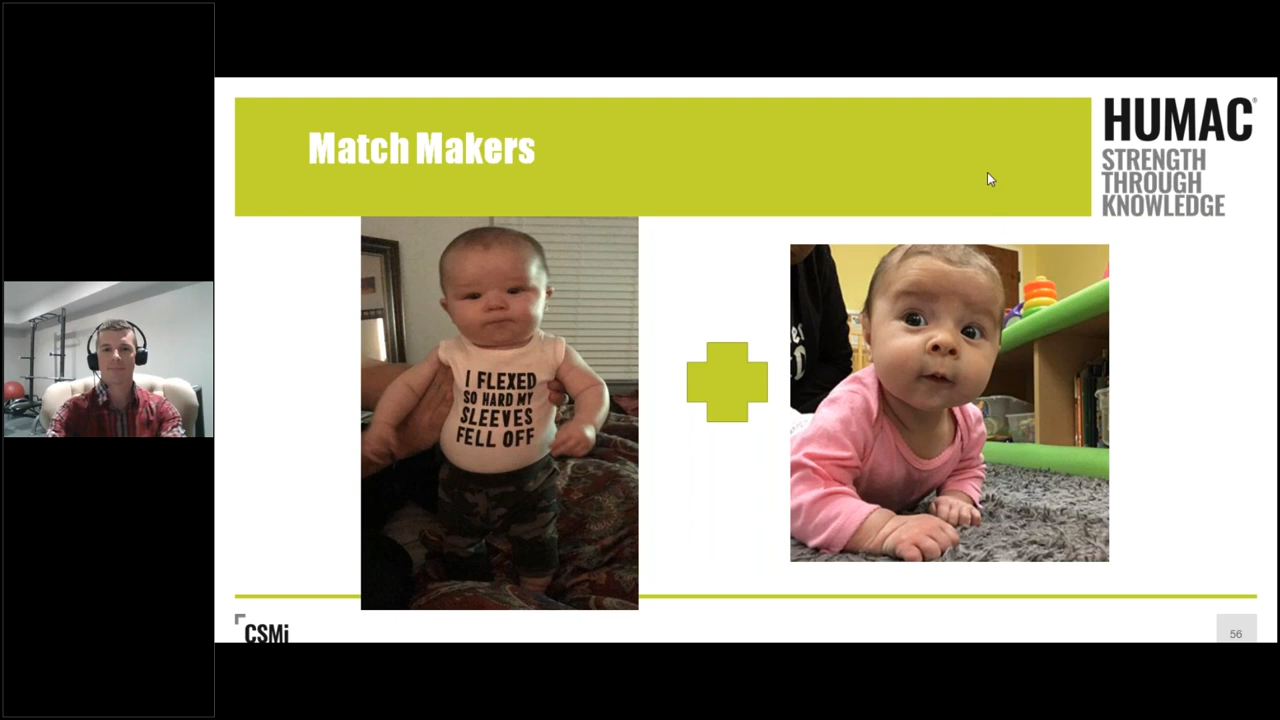 Match Makers
HUMAC®
STRENGTH
THROUGH
KNOWLEDGE
I FLEXED
SO HARD MY
SLEEVES
FELL OFF
CSMi
56